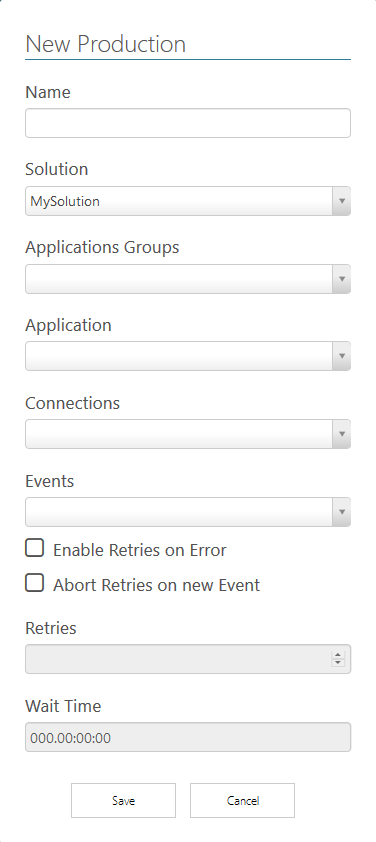 New Production
Name
Solution
MySolution
Applications Groups
Application
Connections
Events
Enable Retries on Error
Abort Retries on new Event
Retries
Wait Time
000.00:00:00
Save
Cancel